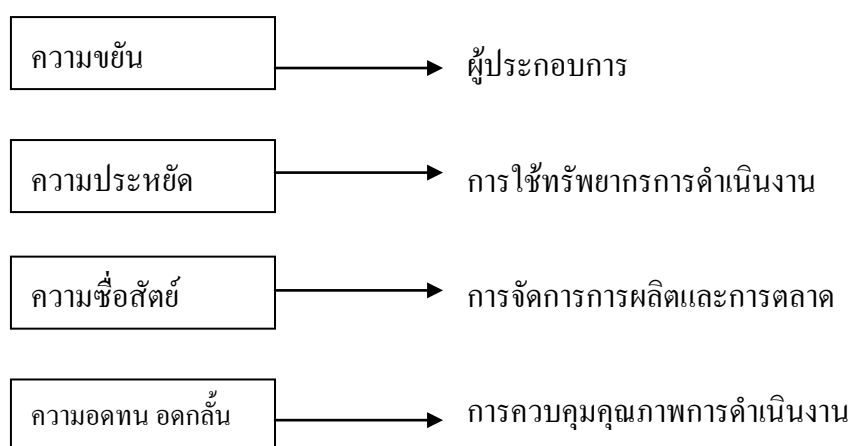 ความขยัน
ผู้ประกอบการ
ความประหยัด
การใช้ทรัพยากรการดำเนินงาน
ความซื่อสัตย์
การจัดการการผลิตและการตลาด
ความอดทน อดกลั้น
การควบคุมคุณภาพการดำเนินงาน